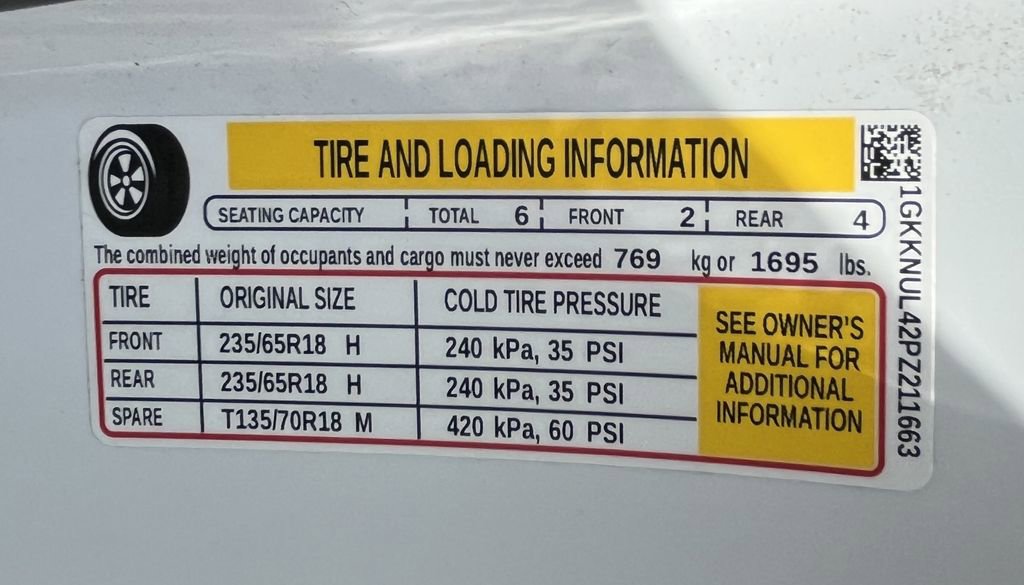 TIRE AND LOADING INFORMATION
SEATING CAPACITY TOTAL 6 FRONT 2 REAR 4
The combined weight of occupants and cargo must never exceed 769 kg or 1695 lbs.
TIRE ORIGINAL SIZE COLD TIRE PRESSURE
FRONT 235/65R18 H 240 kPa, 35 PSI
REAR 235/65R18 H 240 kPa, 35 PSI
SPARE T135/70R18 M 420 kPa, 60 PSI
SEE OWNER'S
MANUAL FOR
ADDITIONAL
INFORMATION
1GKKNUL42PZ211663